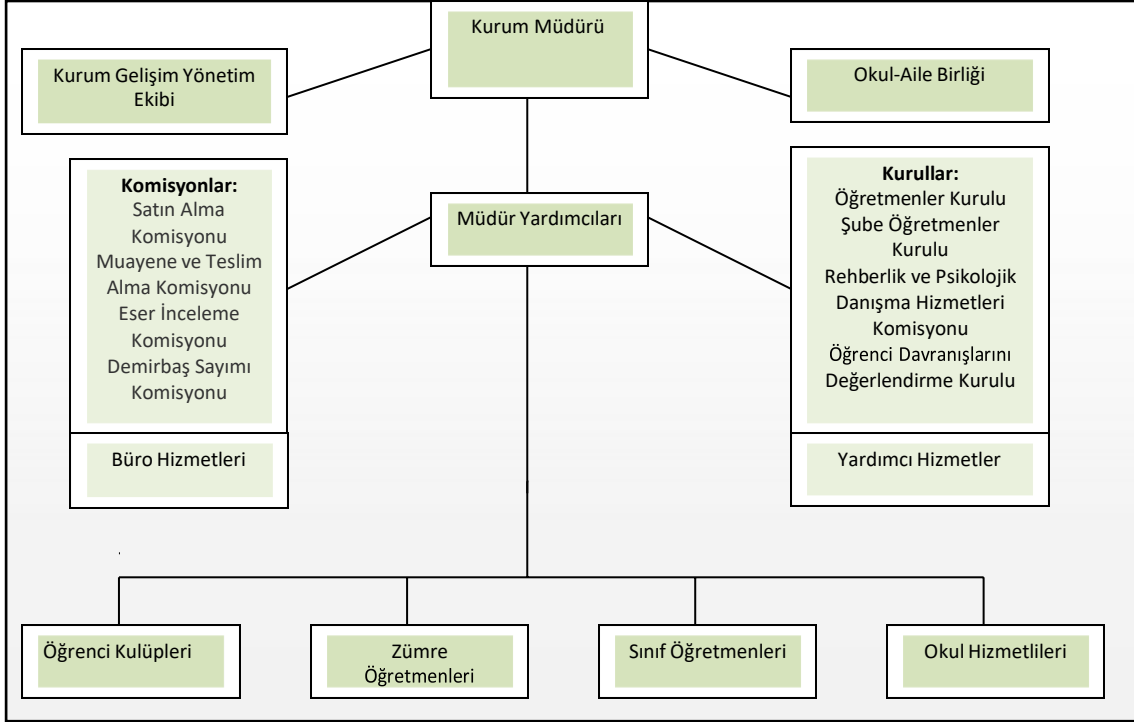 Kurum Müdürü
Kurum Gelişim Yönetim
Ekibi
Okul-Aile Birliği
Komisyonlar:
Satın Alma
Komisyonu
Muayene ve Teslim
Alma Komisyonu
Eser İnceleme
Komisyonu
Demirbaş Sayımı
Komisyonu
Müdür Yardımcıları
Kurullar:
Öğretmenler Kurulu
Şube Öğretmenler
Kurulu
Rehberlik ve Psikolojik
Danışma Hizmetleri
Komisyonu
Öğrenci Davranışlarını
Değerlendirme Kurulu
Büro Hizmetleri
Yardımcı Hizmetler
Öğrenci Kulüpleri
Zümre
Öğretmenleri
Sınıf Öğretmenleri
Okul Hizmetlileri